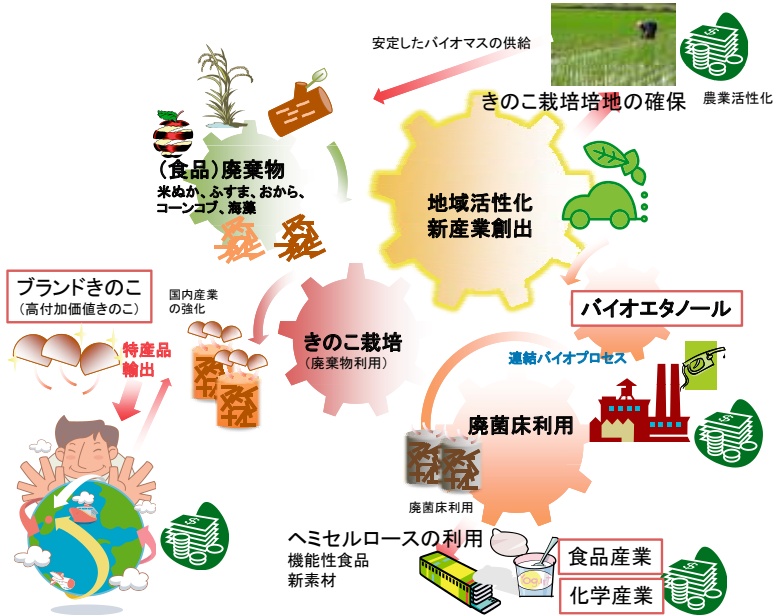 安定したバイオマスの供給
きのこ栽培培地の確保
農業活性化
（食品）廃棄物
米ぬか、ふすま、おから、
コーンコブ、海藻
地域活性化
新産業創出
ブランドきのこ
（高付加価値きのこ）
国内産業
の強化
特産品
輸出
きのこ栽培
（廃棄物利用）
バイオエタノール
連結バイオプロセス
廃菌床利用
廃菌床利用
ヘミセルロースの利用
機能性食品
新素材
食品産業
化学産業